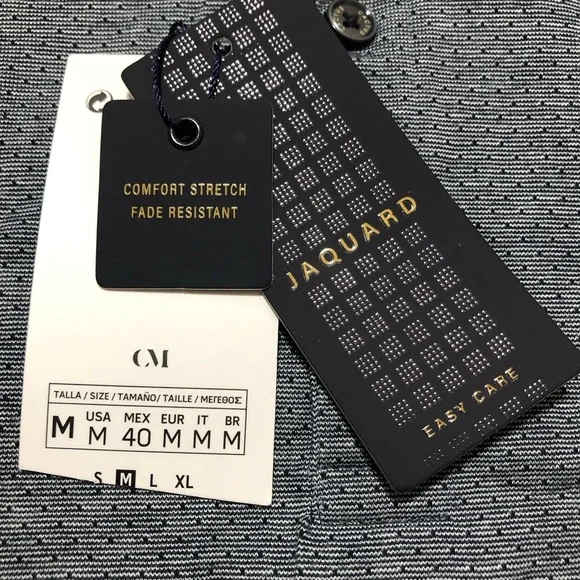 COMFORT STRETCH
FADE RESISTANT
JAQUARD
EASY CARE
CM
TALLA / SIZE / TAMAÑO / TAILLE / ΜΕΓΕΘΟΣ
M USA MEX EUR IT BR
M 40 M M M
S M L XL